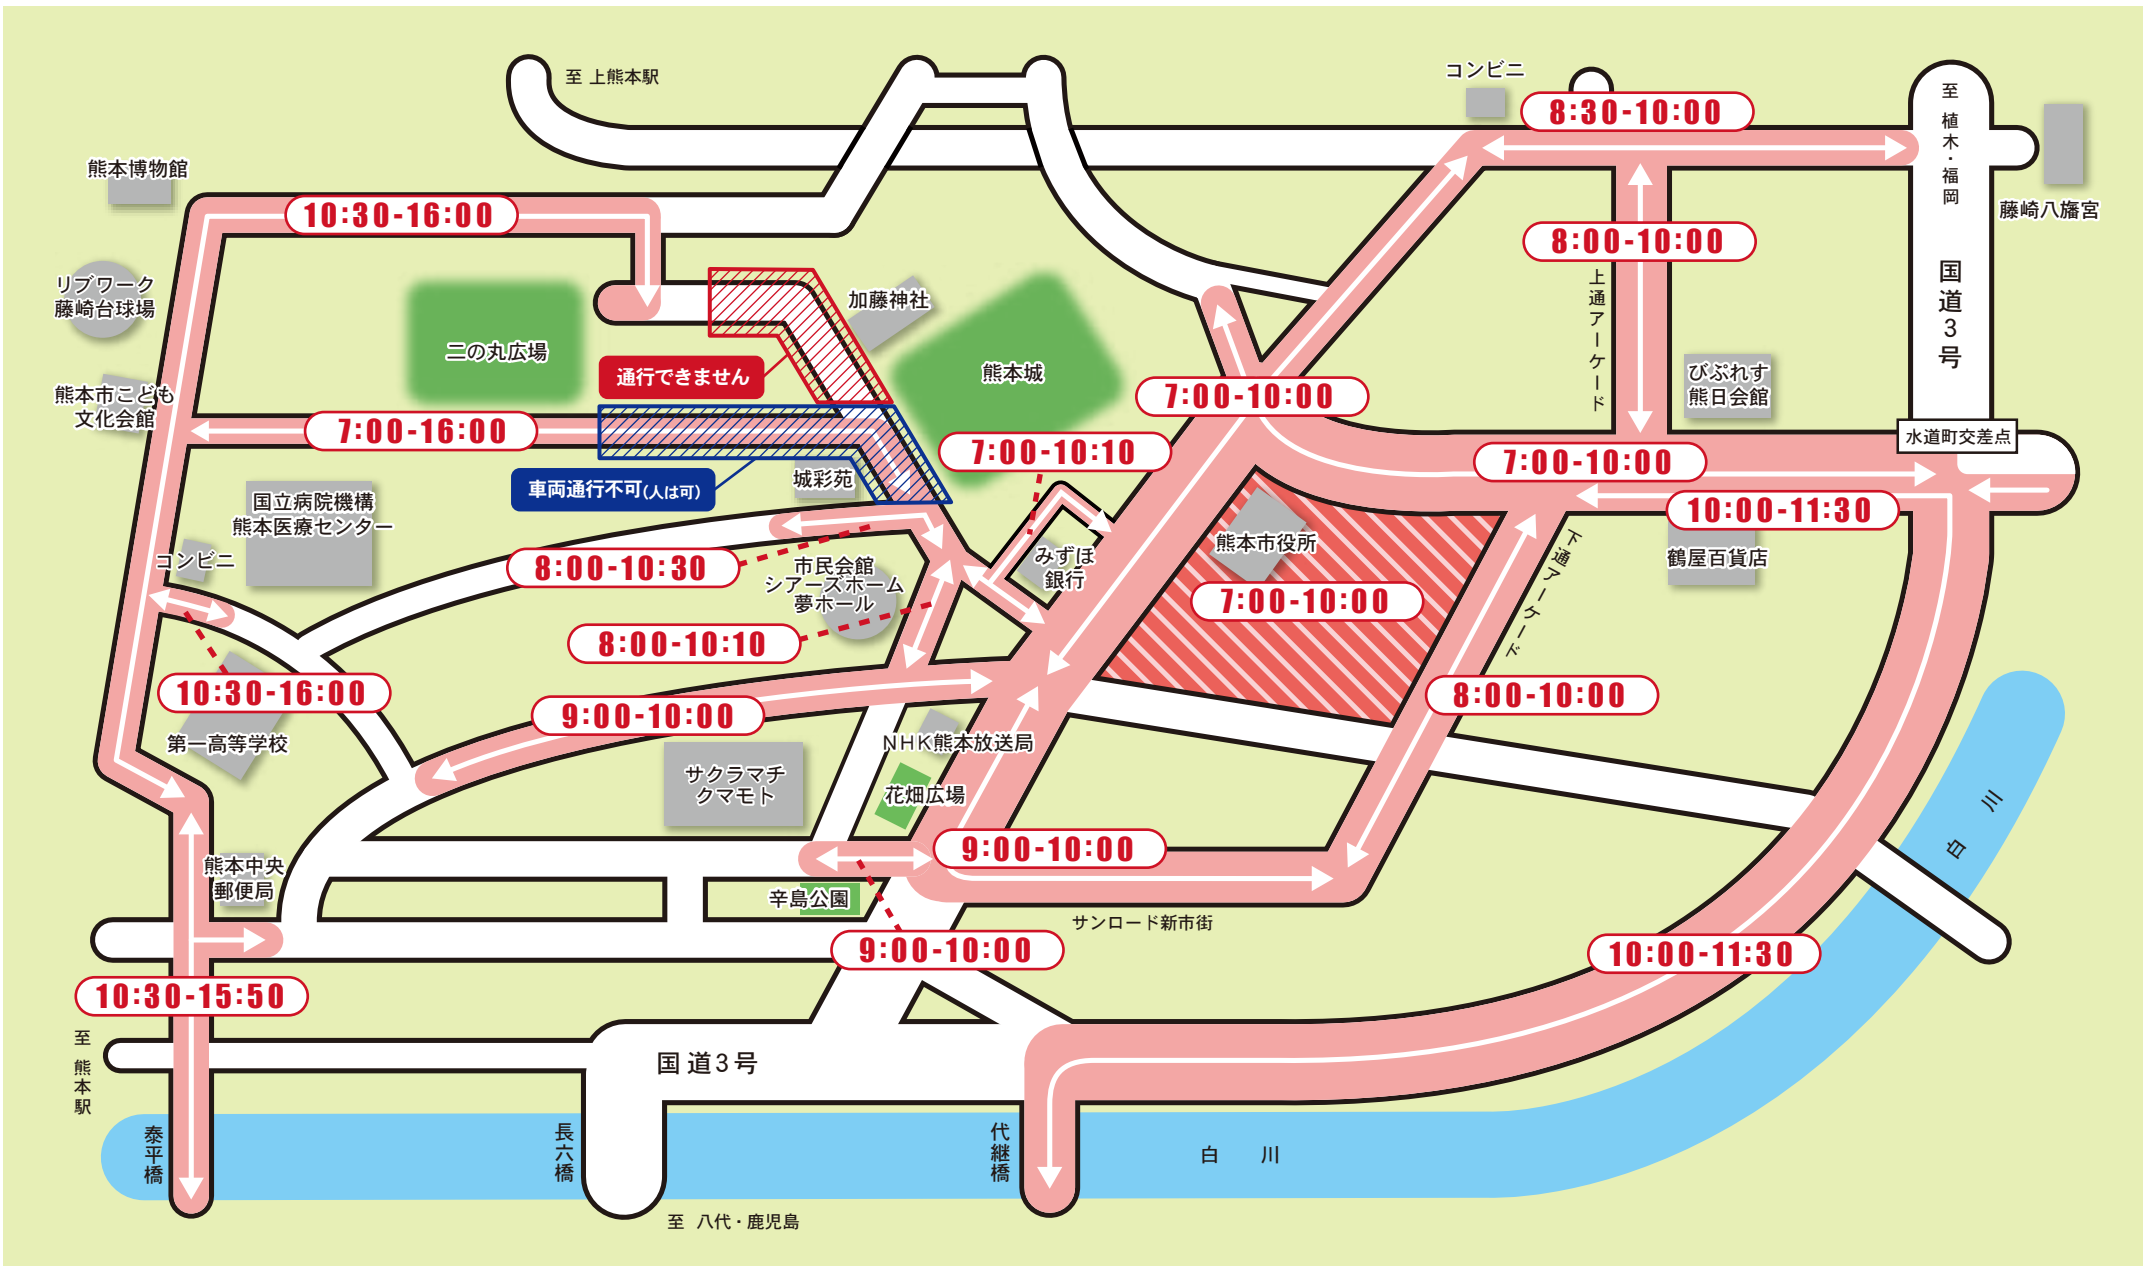 至 上熊本駅
コンビニ
8:30-10:00
至 植木・福岡
熊本博物館
10:30-16:00
藤崎八旛宮
8:00-10:00
上通アーケード
国道3号
リブワーク
藤崎台球場
加藤神社
二の丸広場
熊本城
通行できません
びぷれす
熊日会館
熊本市こども
文化会館
7:00-10:00
7:00-16:00
水道町交差点
7:00-10:10
7:00-10:00
城彩苑
車両通行不可(人は可)
国立病院機構
熊本医療センター
10:00-11:30
熊本市役所
下通アーケード
鶴屋百貨店
コンビニ
8:00-10:30
みずほ
銀行
市民会館
シアーズホーム
夢ホール
7:00-10:00
8:00-10:10
10:30-16:00
8:00-10:00
9:00-10:00
第一高等学校
NHK熊本放送局
サクラマチ
クマモト
花畑広場
白川
9:00-10:00
熊本中央
郵便局
辛島公園
サンロード新市街
9:00-10:00
10:00-11:30
10:30-15:50
至 熊本駅
国道3号
泰平橋
長六橋
代継橋
白川
至 八代・鹿児島